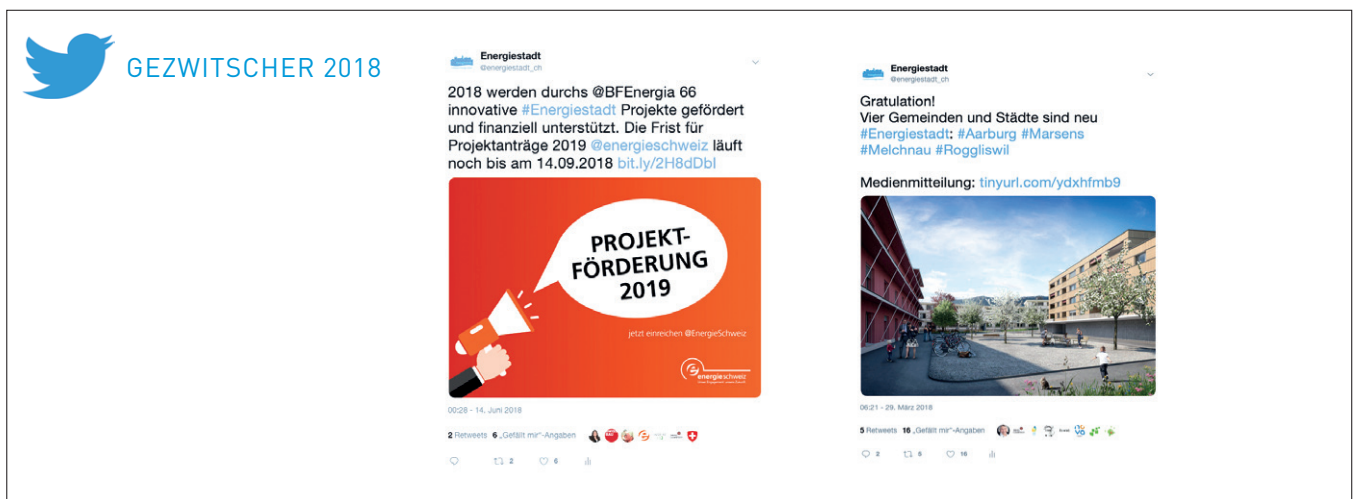 GEZWITSCHER 2018
Energiestadt
@energiestadt_ch
2018 werden durchs @BFEnergia 66
innovative #Energiestadt Projekte gefördert
und finanziell unterstützt. Die Frist für
Projektanträge 2019 @energieschweiz läuft
noch bis am 14.09.2018 bit.ly/2H8dDbl
PROJEKT-
FÖRDERUNG
2019
jetzt einreichen @EnergieSchweiz
energieschweiz
00:28 - 14. Juni 2018
2 Retweets 6 „Gefällt mir"-Angaben
2 6
Energiestadt
@energiestadt_ch
Gratulation!
Vier Gemeinden und Städte sind neu
#Energiestadt: #Aarburg #Marsens
#Melchnau #Roggliswil
Medienmitteilung: tinyurl.com/ydxhfmb9
06:21 - 29. März 2018
5 Retweets 16 „Gefällt mir"-Angaben
2 5 16